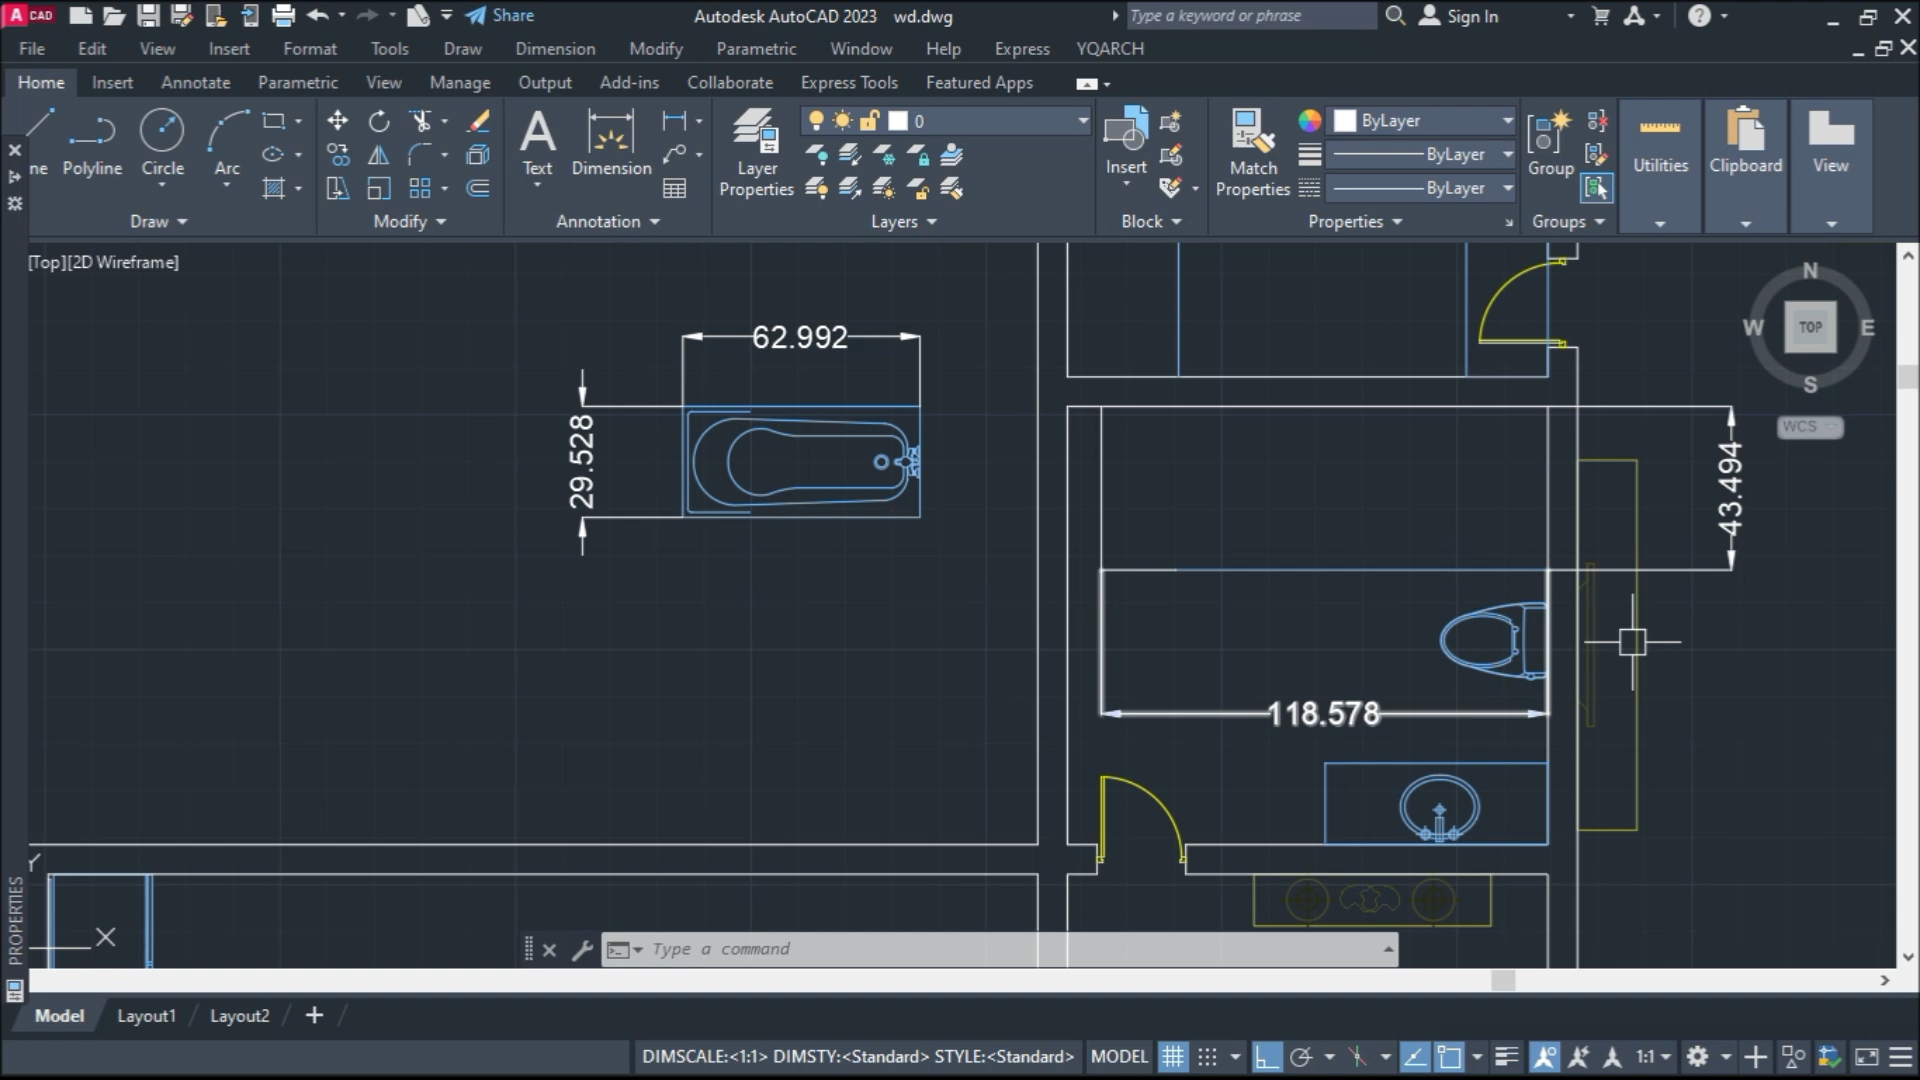 A CAD
Share
Autodesk AutoCAD 2023 wd.dwg
Type a keyword or phrase
Sign In
File Edit View Insert Format Tools Draw Dimension Modify Parametric Window Help Express YQARCH
Home Insert Annotate Parametric View Manage Output Add-ins Collaborate Express Tools Featured Apps
ne Polyline Circle Arc
Text Dimension
Layer Properties
0
Insert
Match Properties
ByLayer
ByLayer
ByLayer
Group
Utilities
Clipboard
View
Draw Modify Annotation Layers Block Properties Groups
[Top][2D Wireframe]
N
W TOP E
S
WCS
62.992
29.528
43.494
118.578
Y
X
PROPERTIES
Type a command
Model Layout1 Layout2 +
DIMSCALE:<1:1> DIMSTY:<Standard> STYLE:<Standard> MODEL 1:1